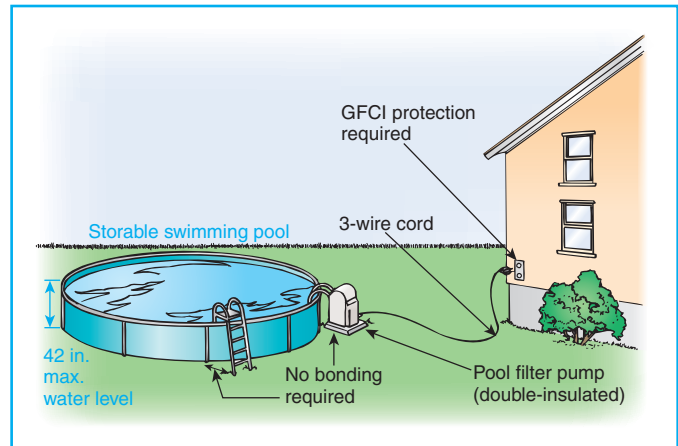 GFCI protection
required
3-wire cord
Storable swimming pool
42 in.
max.
water level
No bonding
required
Pool filter pump
(double-insulated)